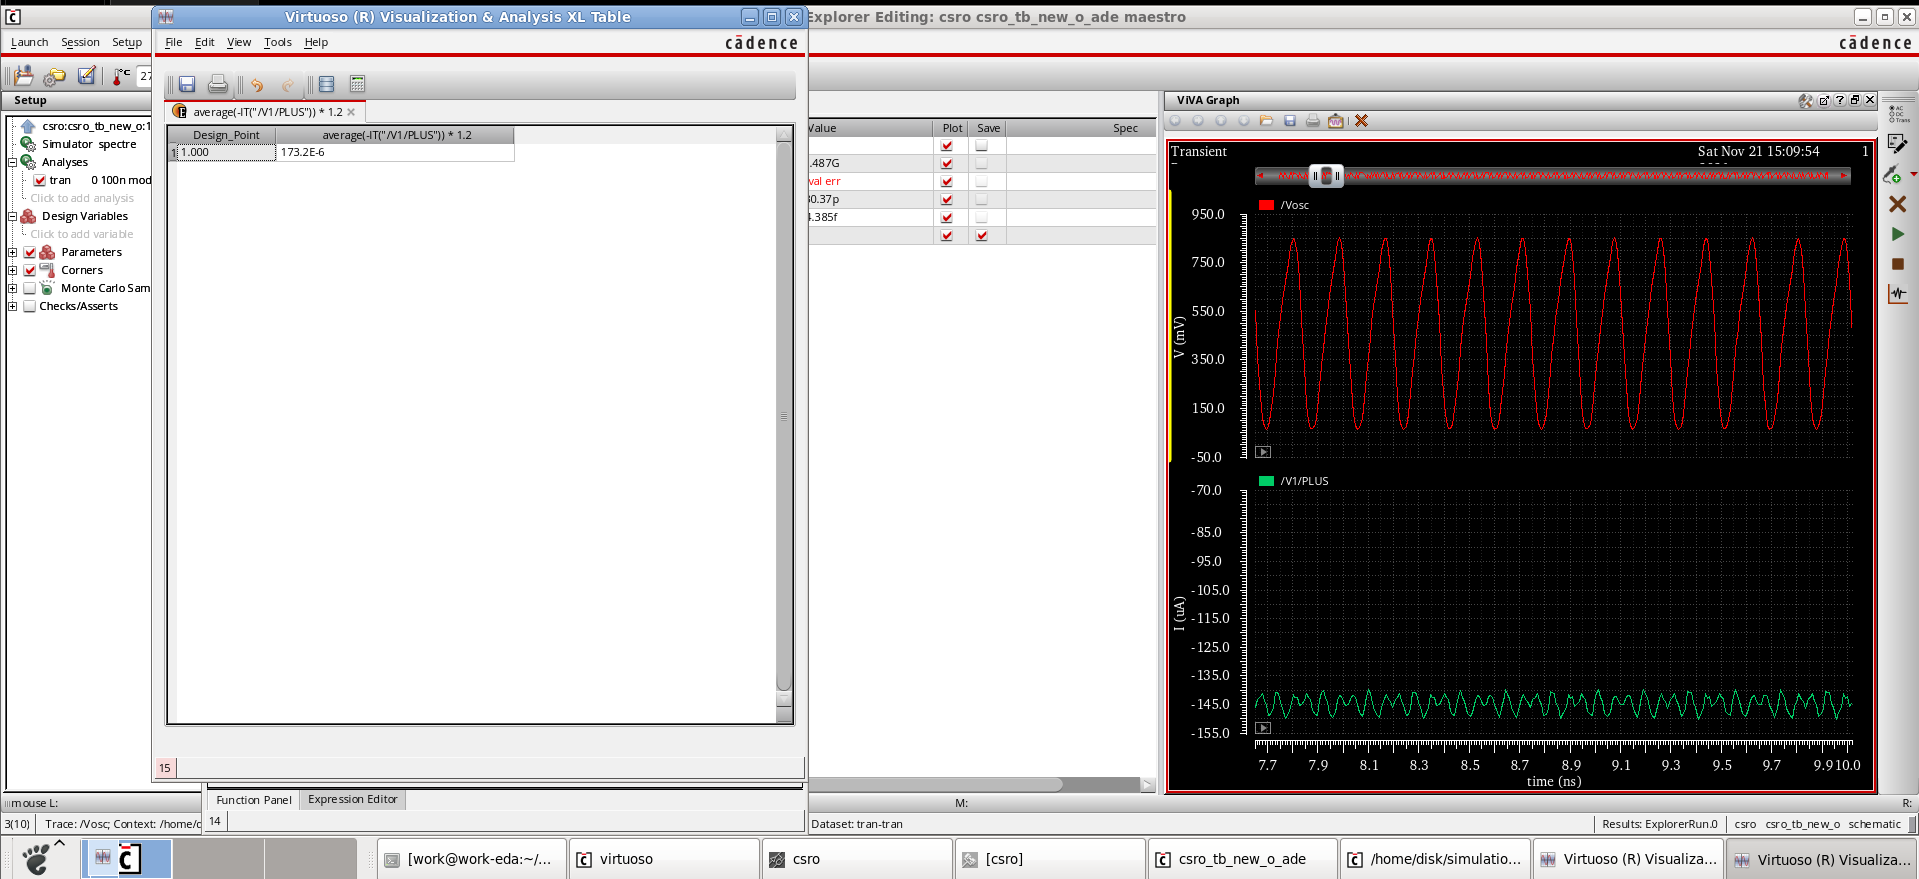 Virtuoso (R) Visualization & Analysis XL Table
Explorer Editing: csro csro_tb_new_o_ade maestro
Launch Session Setup
File Edit View Tools Help
cādence
cādence
°C
27
Setup
csro:csro_tb_new_o:1
Simulator spectre
Analyses
tran 0 100n mod
Click to add analysis
Design Variables
Click to add variable
Parameters
Corners
Monte Carlo Sam
Checks/Asserts
average(-IT("/V1/PLUS")) * 1.2
Design_Point average(-IT("/V1/PLUS")) * 1.2
1 1.000 173.2E-6
15
Function Panel Expression Editor
14
Value Plot Save Spec
.487G
val err
30.37p
4.385f
ViVA Graph
Transient
Sat Nov 21 15:09:54
1
/Vosc
950.0
750.0
550.0
350.0
150.0
-50.0
V (mV)
/V1/PLUS
-70.0
-85.0
-95.0
-105.0
-115.0
-125.0
-135.0
-145.0
-155.0
I (uA)
7.7 7.9 8.1 8.3 8.5 8.7 8.9 9.1 9.3 9.5 9.7 9.9 10.0
time (ns)
AC
DC
Trans
mouse L:
M:
R:
3(10) Trace: /Vosc; Context: /home/c
Dataset: tran-tran
Results: ExplorerRun.0
csro csro_tb_new_o schematic
[work@work-eda:~/...
virtuoso
csro
[csro]
csro_tb_new_o_ade
/home/disk/simulatio...
Virtuoso (R) Visualiza...
Virtuoso (R) Visualiza...